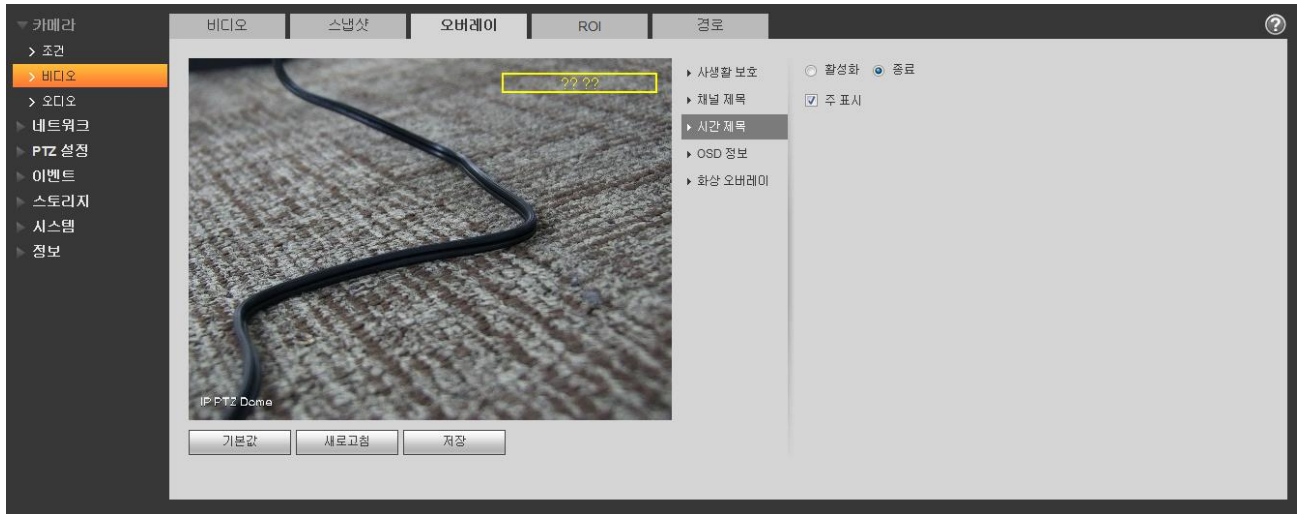 카메라
조건
비디오
오디오
네트워크
PTZ 설정
이벤트
스토리지
시스템
정보
비디오 스냅샷 오버레이 ROI 경로
?? ??
IP PTZ Dome
사생활 보호
채널 제목
시간 제목
OSD 정보
화상 오버레이
활성화 종료
주 표시
기본값 새로고침 저장
?